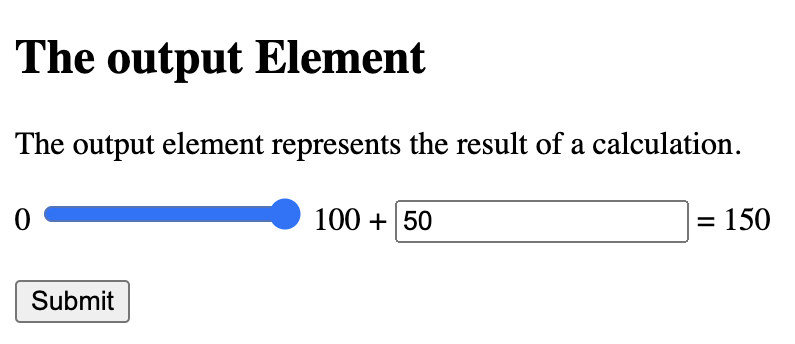 The output Element
The output element represents the result of a calculation.
0 100 + 50 = 150
Submit